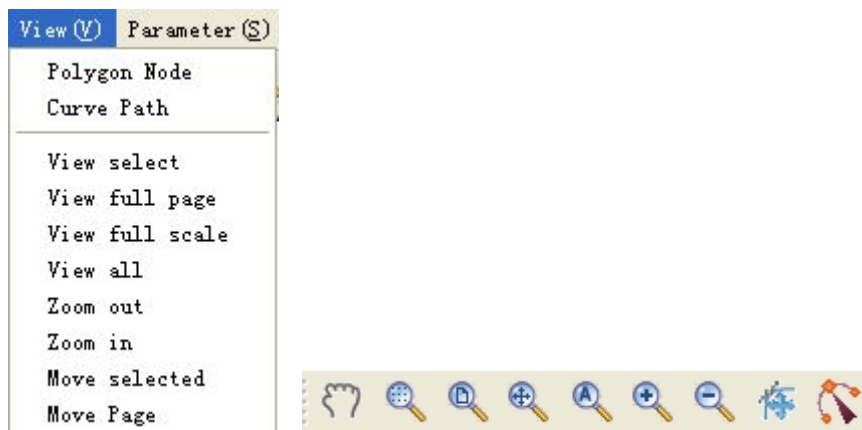 View(V) Parameter(S)
Polygon Node
Curve Path
View select
View full page
View full scale
View all
Zoom out
Zoom in
Move selected
Move Page
D
A